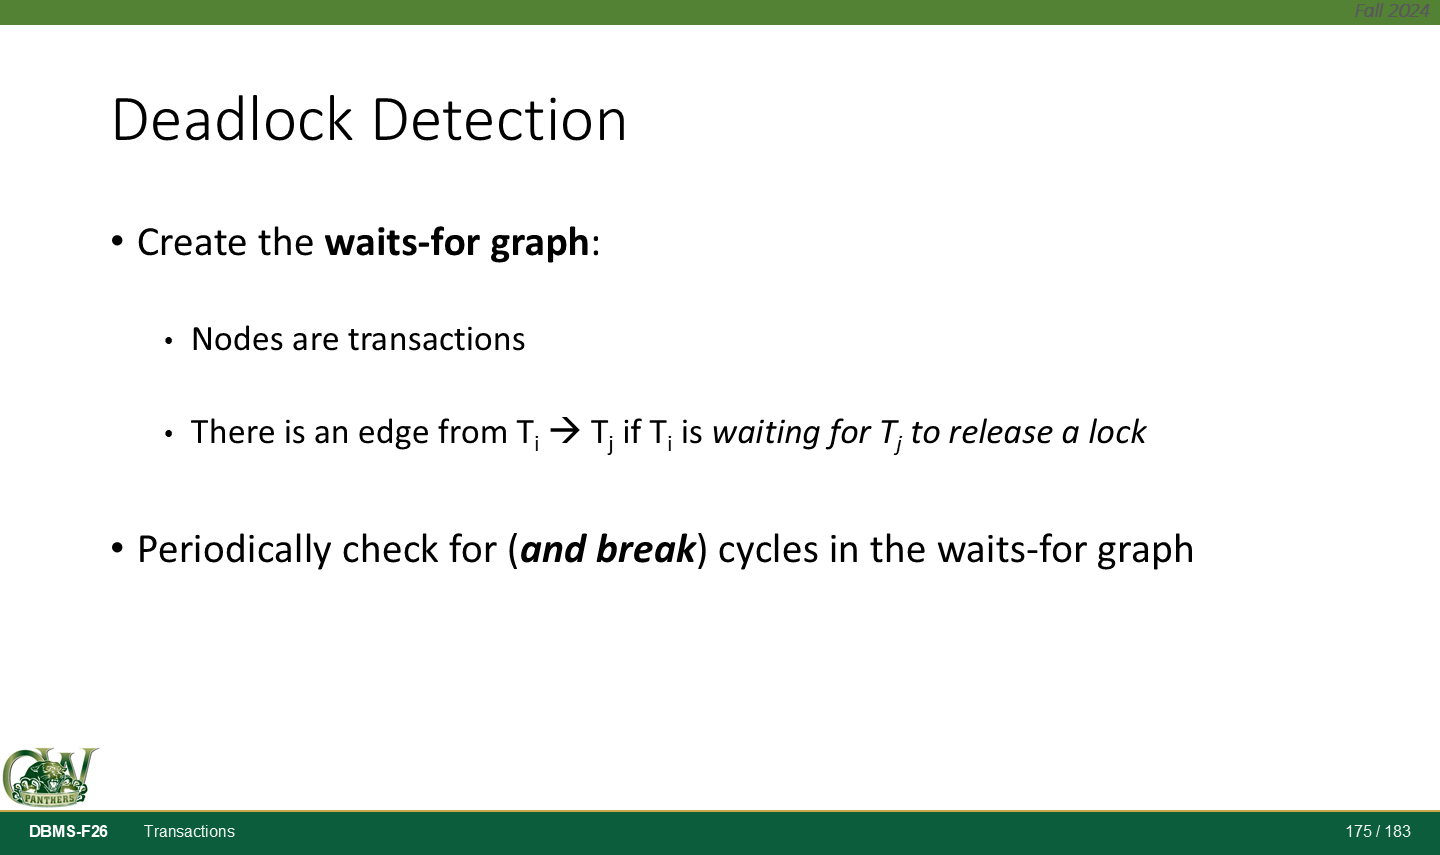 Fall 2024
Deadlock Detection
• Create the waits-for graph:
• Nodes are transactions
• There is an edge from Ti → Tj if Ti is waiting for Tj to release a lock
• Periodically check for (and break) cycles in the waits-for graph
OW
PANTHERS
DBMS-F26 Transactions 175 / 183